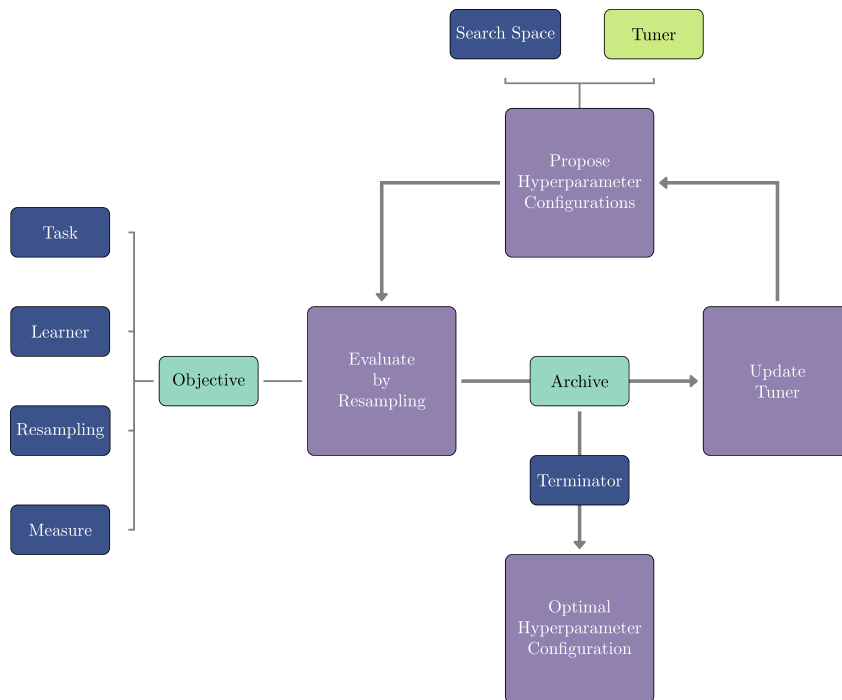 Search Space
Tuner
Propose
Hyperparameter
Configurations
Task
Learner
Objective
Resampling
Measure
Evaluate
by
Resampling
Archive
Update
Tuner
Terminator
Optimal
Hyperparameter
Configuration